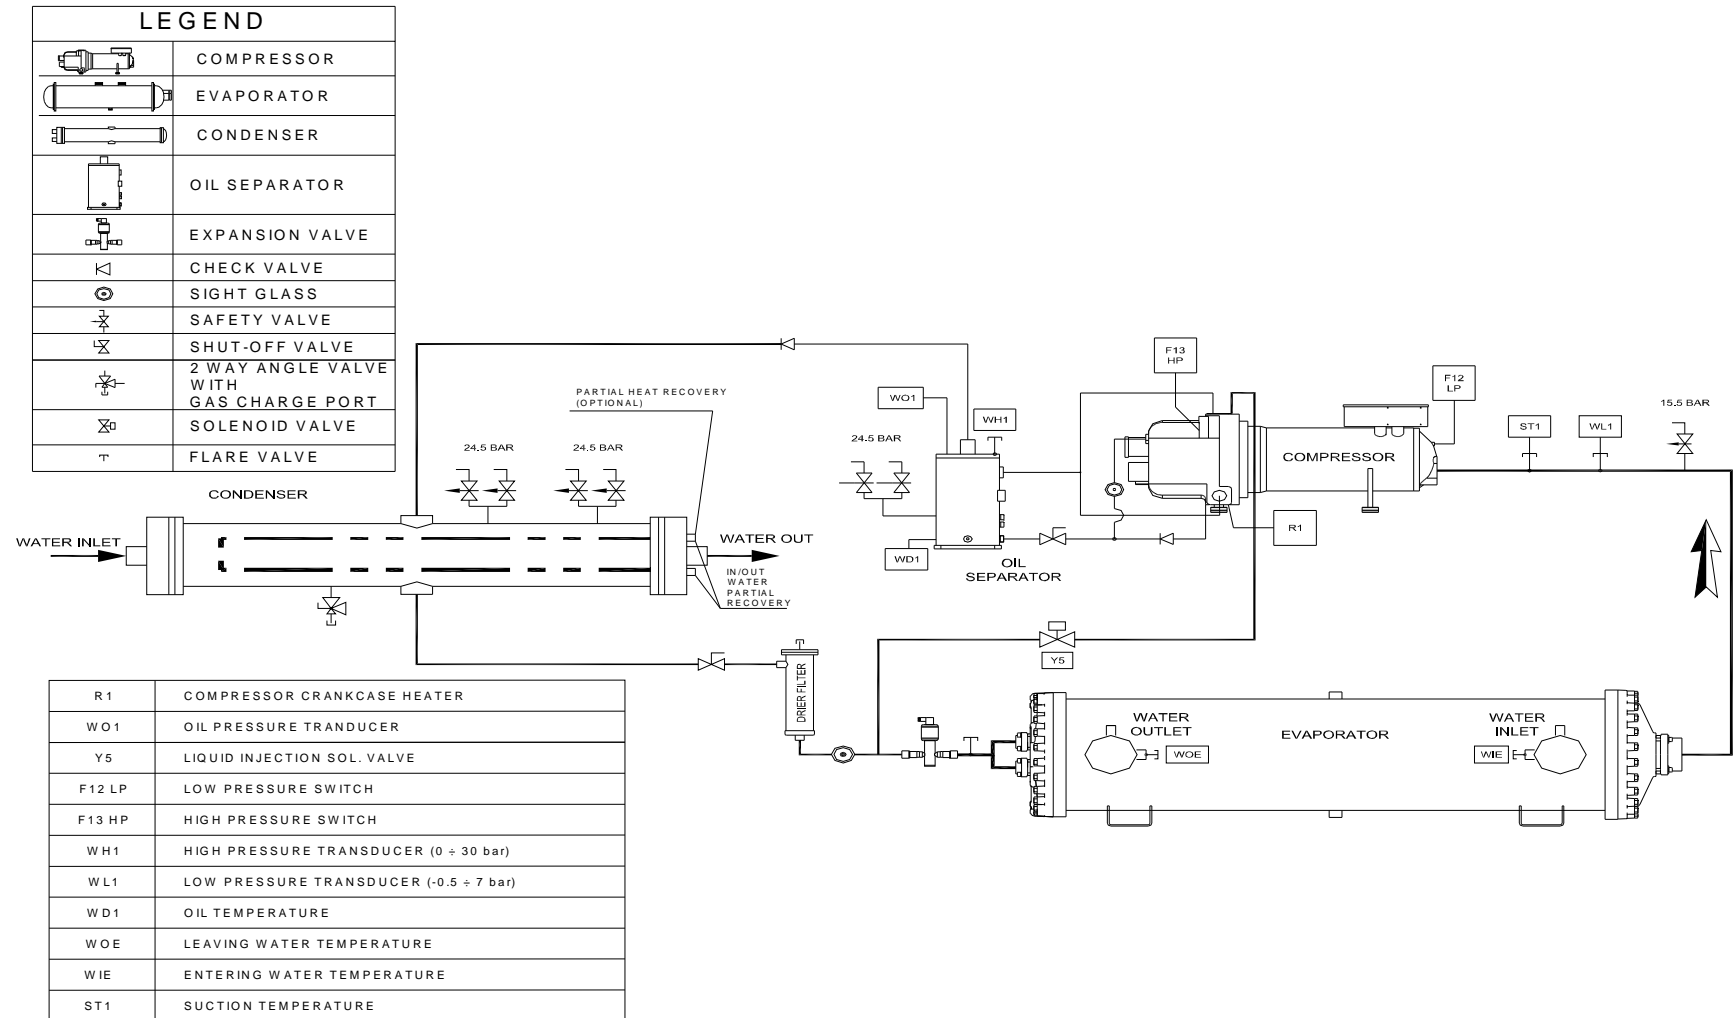 LEGEND
COMPRESSOR
EVAPORATOR
CONDENSER
OIL SEPARATOR
EXPANSION VALVE
CHECK VALVE
SIGHT GLASS
SAFETY VALVE
SHUT-OFF VALVE
2 WAY ANGLE VALVE
WITH
GAS CHARGE PORT
SOLENOID VALVE
FLARE VALVE
PARTIAL HEAT RECOVERY
(OPTIONAL)
24.5 BAR
24.5 BAR
CONDENSER
WATER INLET
WATER OUT
IN/OUT
WATER
PARTIAL
RECOVERY
WO1
WH1
24.5 BAR
WD1
OIL
SEPARATOR
F13
HP
F12
LP
COMPRESSOR
R1
ST1
WL1
15.5 BAR
Y5
DRIER FILTER
WATER
OUTLET
WOE
EVAPORATOR
WATER
INLET
WIE
R1 COMPRESSOR CRANKCASE HEATER
WO1 OIL PRESSURE TRANDUCER
Y5 LIQUID INJECTION SOL. VALVE
F12 LP LOW PRESSURE SWITCH
F13 HP HIGH PRESSURE SWITCH
WH1 HIGH PRESSURE TRANSDUCER (0 ÷ 30 bar)
WL1 LOW PRESSURE TRANSDUCER (-0.5 ÷ 7 bar)
WD1 OIL TEMPERATURE
WOE LEAVING WATER TEMPERATURE
WIE ENTERING WATER TEMPERATURE
ST1 SUCTION TEMPERATURE